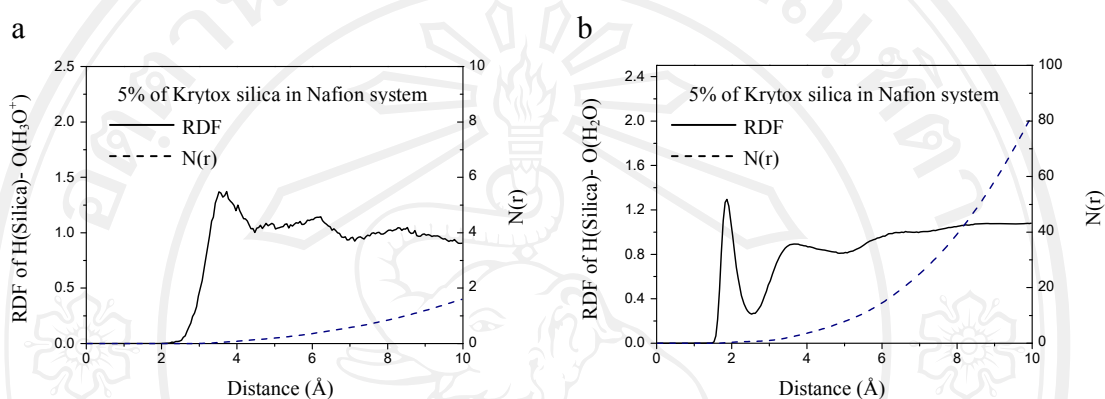 a
2.5
2.0
1.5
1.0
0.5
0.0
RDF of H(Silica)- O(H₃O⁺)
5% of Krytox silica in Nafion system
RDF
N(r)
10
8
6
4
2
0
N(r)
0 2 4 6 8 10
Distance (Å)
b
2.4
2.0
1.6
1.2
0.8
0.4
0.0
RDF of H(Silica)- O(H₂O)
5% of Krytox silica in Nafion system
RDF
N(r)
100
80
60
40
20
0
N(r)
0 2 4 6 8 10
Distance (Å)